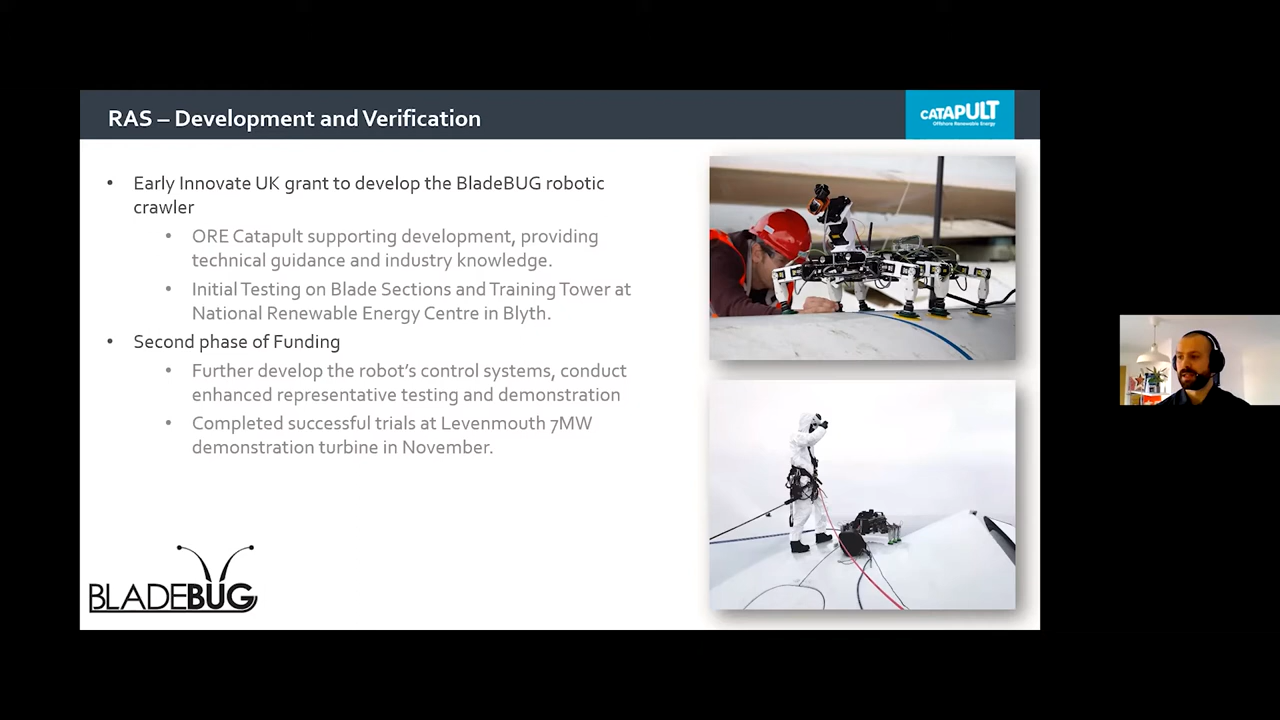 RAS – Development and Verification
CATAPULT
Offshore Renewable Energy
• Early Innovate UK grant to develop the BladeBUG robotic
crawler
• ORE Catapult supporting development, providing
technical guidance and industry knowledge.
• Initial Testing on Blade Sections and Training Tower at
National Renewable Energy Centre in Blyth.
• Second phase of Funding
• Further develop the robot’s control systems, conduct
enhanced representative testing and demonstration
• Completed successful trials at Levenmouth 7MW
demonstration turbine in November.
BLADEBUG